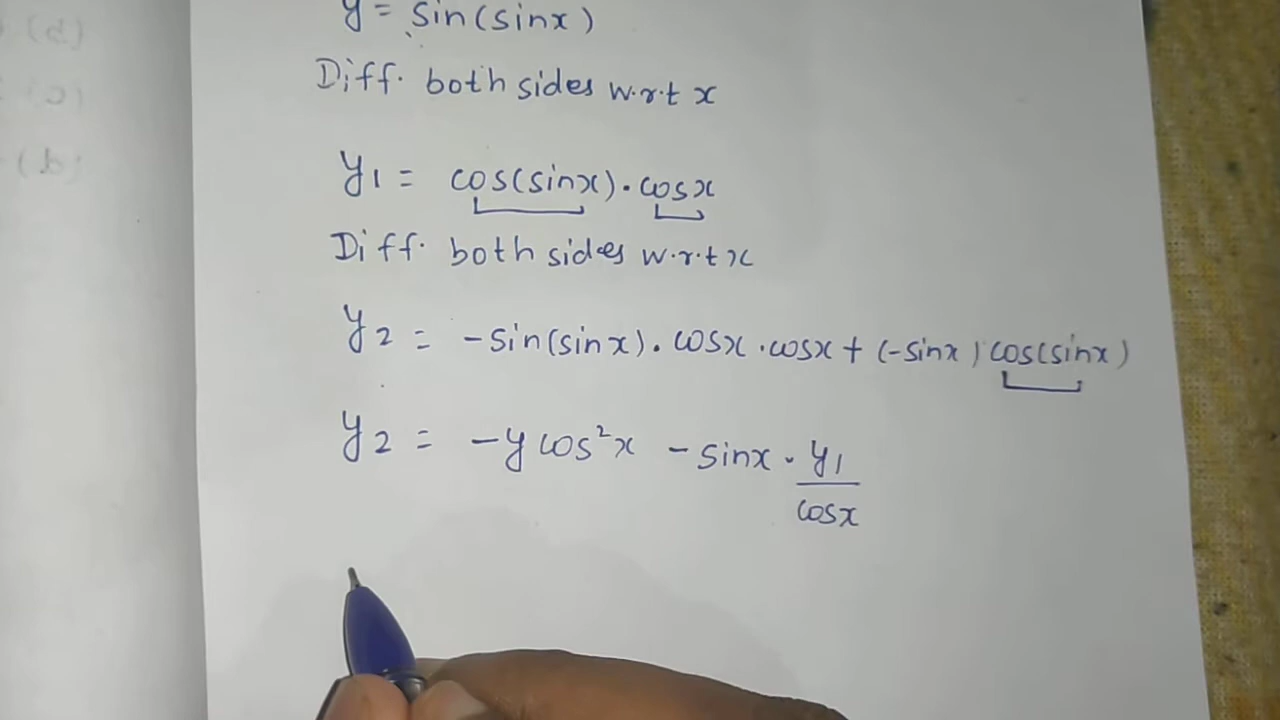 y = sin(sinx)
Diff. both sides w.r.t x
y₁ = cos(sinx).cosx
Diff. both sides w.r.t x
y₂ = -sin(sinx).cosx.cosx + (-sinx) cos(sinx)
y₂ = -y cos²x - sinx . y₁/cosx